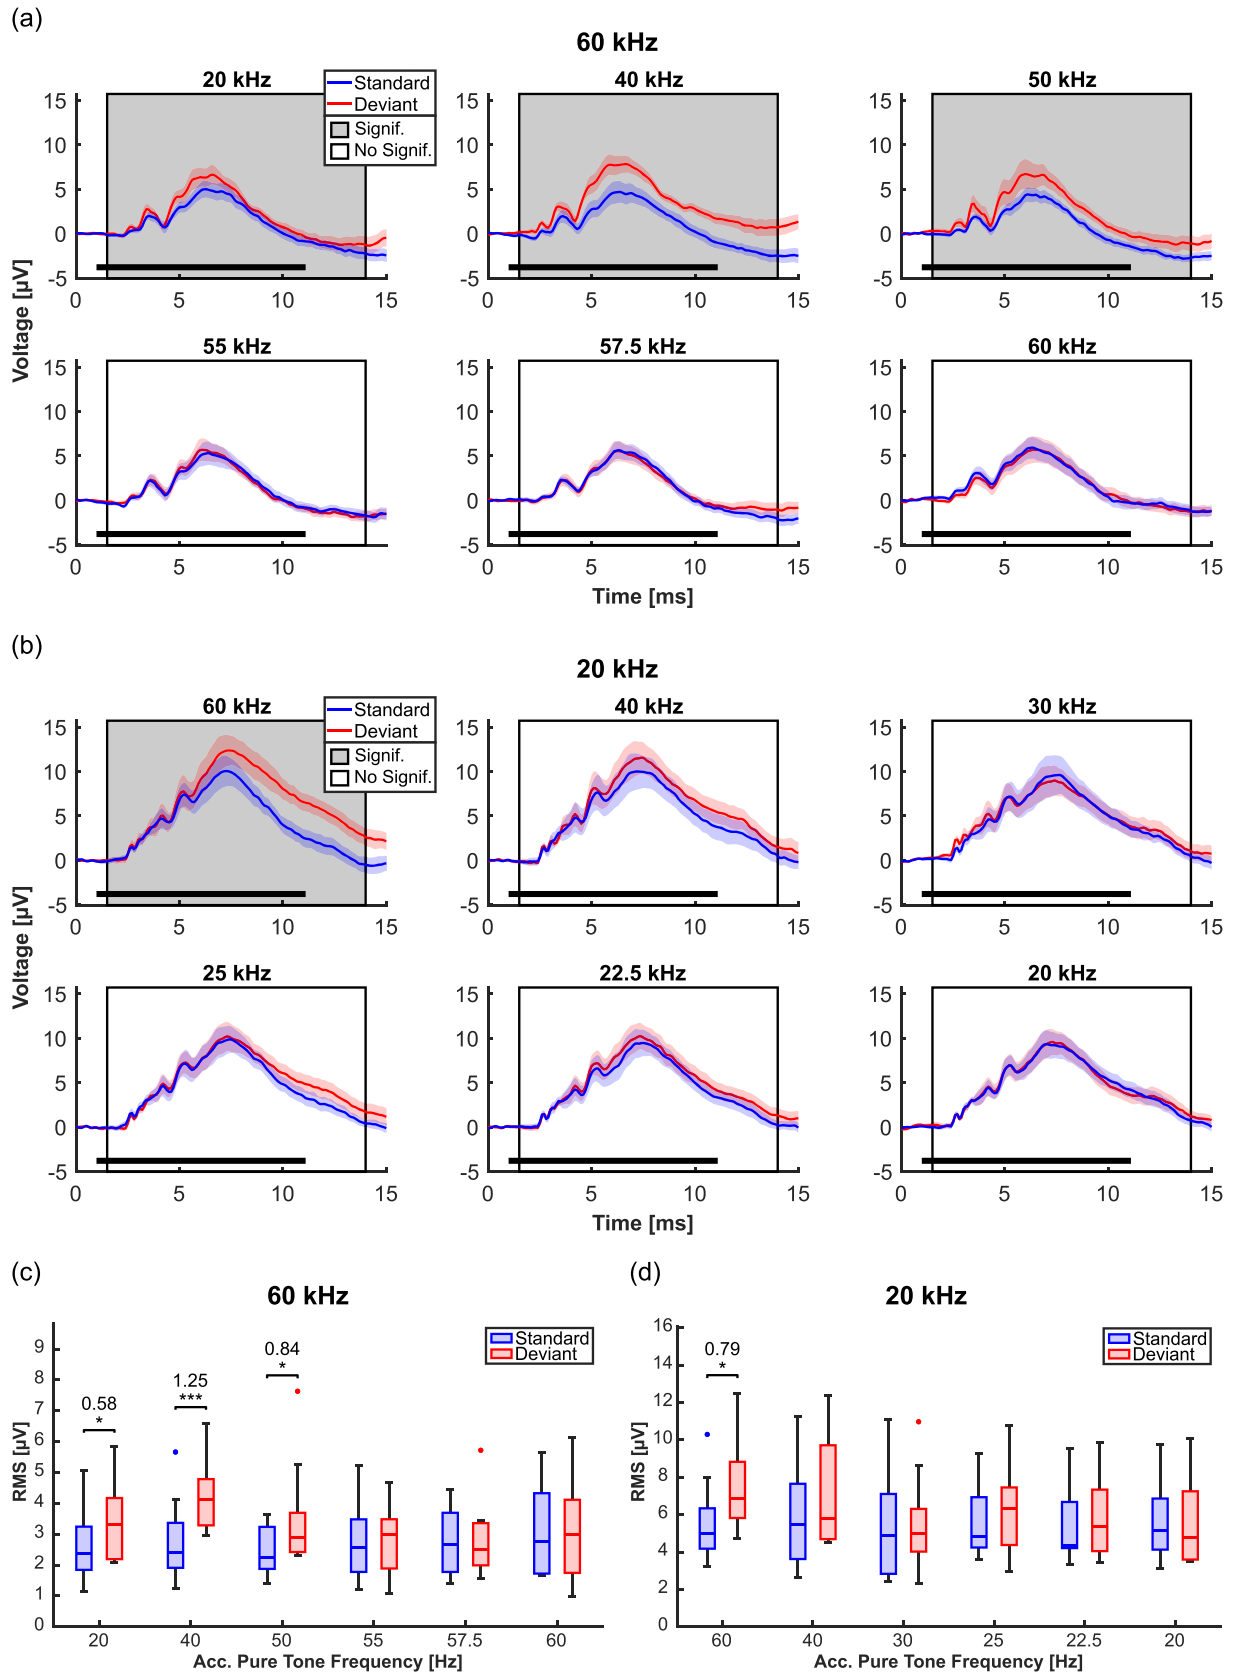 (a)
60 kHz
20 kHz
40 kHz
50 kHz
Standard
Deviant
Signif.
No Signif.
15
10
5
0
-5
0 5 10 15
15
10
5
0
-5
0 5 10 15
15
10
5
0
-5
0 5 10 15
Voltage [µV]
55 kHz
57.5 kHz
60 kHz
15
10
5
0
-5
0 5 10 15
15
10
5
0
-5
0 5 10 15
15
10
5
0
-5
0 5 10 15
Time [ms]
(b)
20 kHz
60 kHz
40 kHz
30 kHz
Standard
Deviant
Signif.
No Signif.
15
10
5
0
-5
0 5 10 15
15
10
5
0
-5
0 5 10 15
15
10
5
0
-5
0 5 10 15
Voltage [µV]
25 kHz
22.5 kHz
20 kHz
15
10
5
0
-5
0 5 10 15
15
10
5
0
-5
0 5 10 15
15
10
5
0
-5
0 5 10 15
Time [ms]
(c)
60 kHz
Standard
Deviant
RMS [µV]
9
8
7
6
5
4
3
2
1
0
0.58
*
1.25
***
0.84
*
20 40 50 55 57.5 60
Acc. Pure Tone Frequency [Hz]
(d)
20 kHz
Standard
Deviant
RMS [µV]
16
14
12
10
8
6
4
2
0
0.79
*
60 40 30 25 22.5 20
Acc. Pure Tone Frequency [Hz]